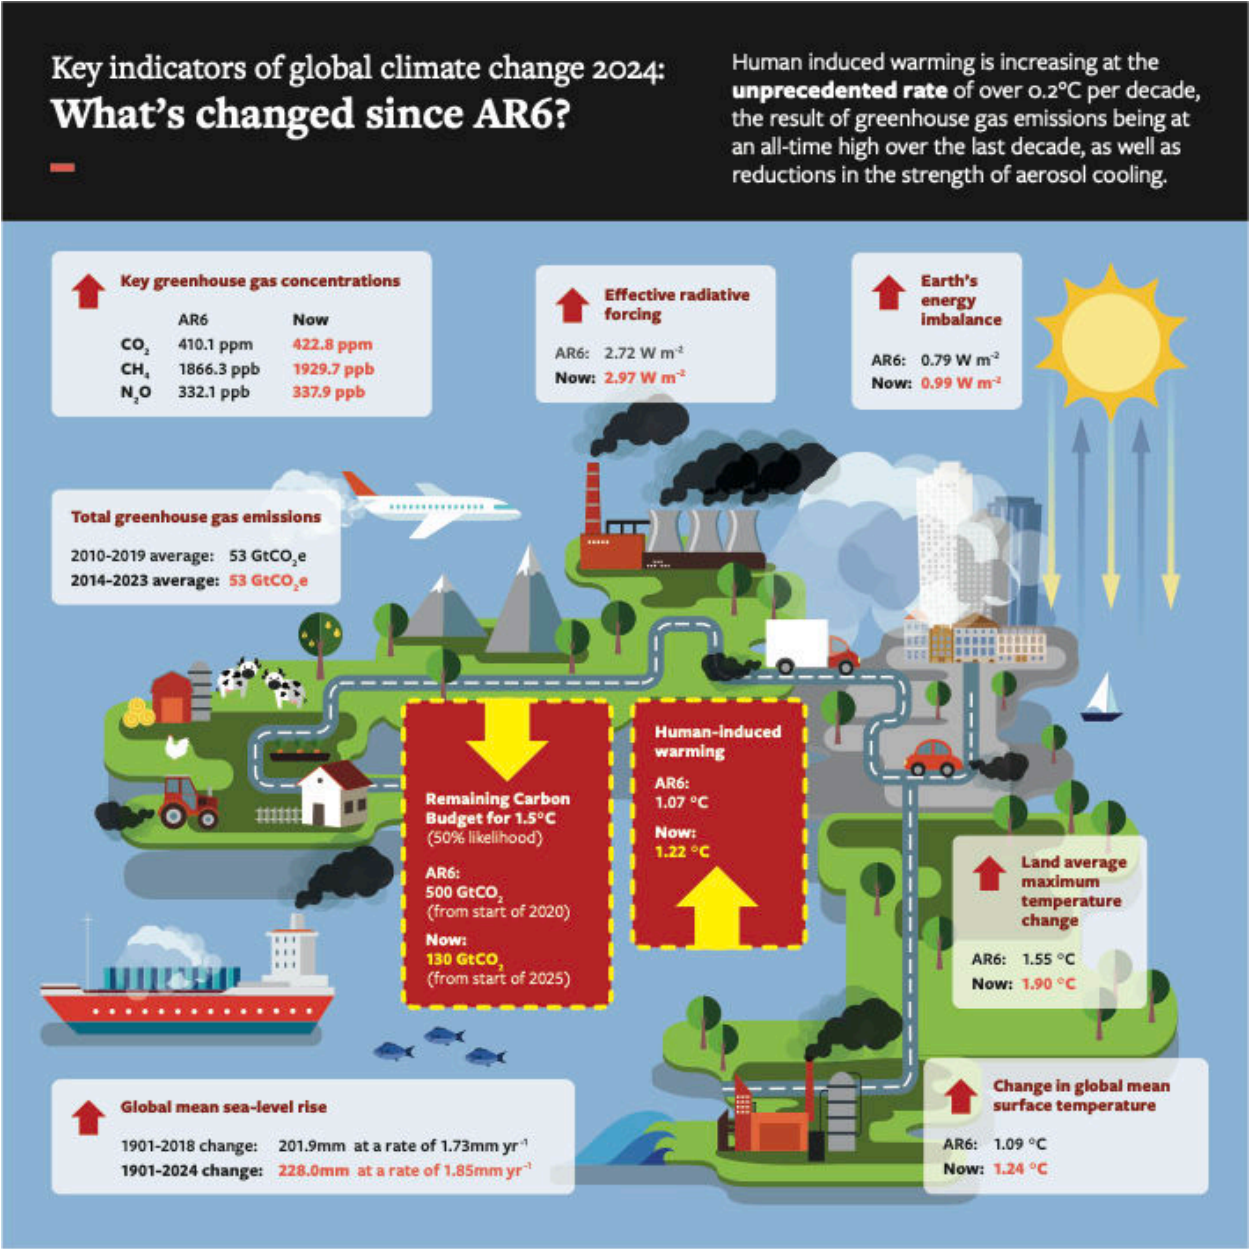 Key indicators of global climate change 2024:
What's changed since AR6?
Human induced warming is increasing at the
unprecedented rate of over 0.2°C per decade,
the result of greenhouse gas emissions being at
an all-time high over the last decade, as well as
reductions in the strength of aerosol cooling.
Key greenhouse gas concentrations
AR6 Now
CO₂ 410.1 ppm 422.8 ppm
CH₄ 1866.3 ppb 1929.7 ppb
N₂O 332.1 ppb 337.9 ppb
Effective radiative
forcing
AR6: 2.72 W m⁻²
Now: 2.97 W m⁻²
Earth's
energy
imbalance
AR6: 0.79 W m⁻²
Now: 0.99 W m⁻²
Total greenhouse gas emissions
2010-2019 average: 53 GtCO₂e
2014-2023 average: 53 GtCO₂e
Remaining Carbon
Budget for 1.5°C
(50% likelihood)
AR6:
500 GtCO₂
(from start of 2020)
Now:
130 GtCO₂
(from start of 2025)
Human-induced
warming
AR6:
1.07 °C
Now:
1.22 °C
Land average
maximum
temperature
change
AR6: 1.55 °C
Now: 1.90 °C
Global mean sea-level rise
1901-2018 change: 201.9mm at a rate of 1.73mm yr⁻¹
1901-2024 change: 228.0mm at a rate of 1.85mm yr⁻¹
Change in global mean
surface temperature
AR6: 1.09 °C
Now: 1.24 °C